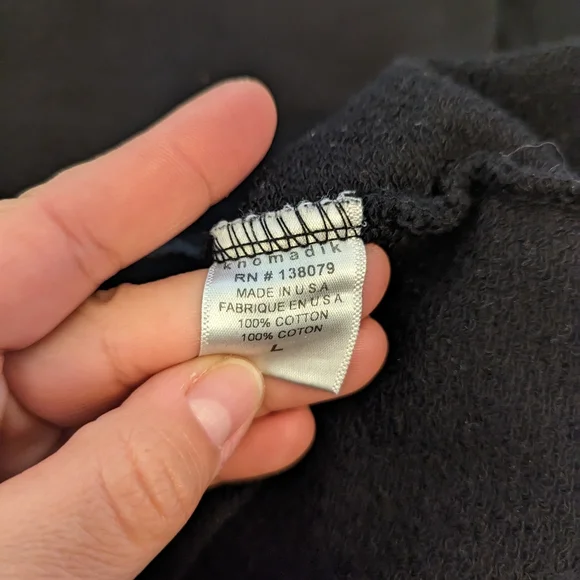 knomadik
RN # 138079
MADE IN U.S.A
FABRIQUE EN U'S A
100% COTTON
100% COTON
L